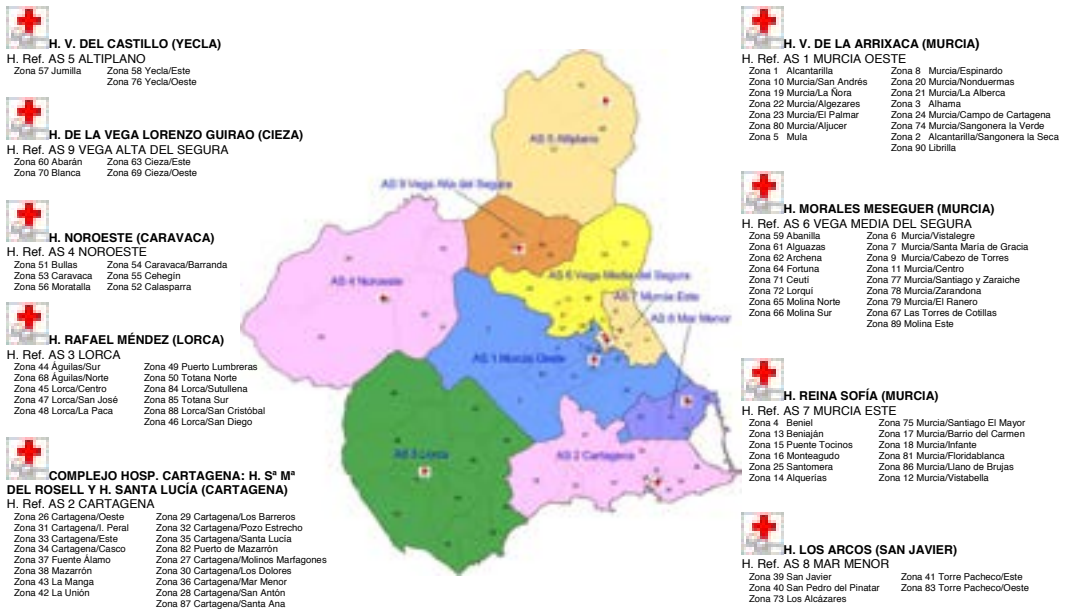 H. V. DEL CASTILLO (YECLA)
H. Ref. AS 5 ALTIPLANO
Zona 57 Jumilla Zona 58 Yecla/Este
Zona 76 Yecla/Oeste
H. DE LA VEGA LORENZO GUIRAO (CIEZA)
H. Ref. AS 9 VEGA ALTA DEL SEGURA
Zona 60 Abarán Zona 63 Cieza/Este
Zona 70 Blanca Zona 69 Cieza/Oeste
H. NOROESTE (CARAVACA)
H. Ref. AS 4 NOROESTE
Zona 51 Bullas Zona 54 Caravaca/Barranda
Zona 53 Caravaca Zona 55 Cehegín
Zona 56 Moratalla Zona 52 Calasparra
H. RAFAEL MÉNDEZ (LORCA)
H. Ref. AS 3 LORCA
Zona 44 Águilas/Sur Zona 49 Puerto Lumbreras
Zona 68 Águilas/Norte Zona 50 Totana Norte
Zona 45 Lorca/Centro Zona 84 Lorca/Sutullena
Zona 47 Lorca/San José Zona 85 Totana Sur
Zona 48 Lorca/La Paca Zona 88 Lorca/San Cristóbal
Zona 46 Lorca/San Diego
COMPLEJO HOSP. CARTAGENA: H. Sª Mª
DEL ROSELL Y H. SANTA LUCÍA (CARTAGENA)
H. Ref. AS 2 CARTAGENA
Zona 26 Cartagena/Oeste Zona 29 Cartagena/Los Barreros
Zona 31 Cartagena/I. Peral Zona 32 Cartagena/Pozo Estrecho
Zona 33 Cartagena/Este Zona 35 Cartagena/Santa Lucía
Zona 34 Cartagena/Casco Zona 82 Puerto de Mazarrón
Zona 37 Fuente Álamo Zona 27 Cartagena/Molinos Marfagones
Zona 38 Mazarrón Zona 30 Cartagena/Los Dolores
Zona 43 La Manga Zona 36 Cartagena/Mar Menor
Zona 42 La Unión Zona 28 Cartagena/San Antón
Zona 87 Cartagena/Santa Ana
AS 5 Altiplano
AS 9 Vega Alta del Segura
AS 4 Noroeste
AS 6 Vega Media del Segura
AS 7 Murcia Este
AS 8 Mar Menor
AS 1 Murcia Oeste
AS 3 Lorca
AS 2 Cartagena
H. V. DE LA ARRIXACA (MURCIA)
H. Ref. AS 1 MURCIA OESTE
Zona 1 Alcantarilla Zona 8 Murcia/Espinardo
Zona 10 Murcia/San Andrés Zona 20 Murcia/Nonduermas
Zona 19 Murcia/La Ñora Zona 21 Murcia/La Alberca
Zona 22 Murcia/Algezares Zona 3 Alhama
Zona 23 Murcia/El Palmar Zona 24 Murcia/Campo de Cartagena
Zona 80 Murcia/Aljucer Zona 74 Murcia/Sangonera la Verde
Zona 5 Mula Zona 2 Alcantarilla/Sangonera la Seca
Zona 90 Librilla
H. MORALES MESEGUER (MURCIA)
H. Ref. AS 6 VEGA MEDIA DEL SEGURA
Zona 59 Abanilla Zona 6 Murcia/Vistalegre
Zona 61 Alguazas Zona 7 Murcia/Santa María de Gracia
Zona 62 Archena Zona 9 Murcia/Cabezo de Torres
Zona 64 Fortuna Zona 11 Murcia/Centro
Zona 71 Ceutí Zona 77 Murcia/Santiago y Zaraiche
Zona 72 Lorquí Zona 78 Murcia/Zarandona
Zona 65 Molina Norte Zona 79 Murcia/El Ranero
Zona 66 Molina Sur Zona 67 Las Torres de Cotillas
Zona 89 Molina Este
H. REINA SOFÍA (MURCIA)
H. Ref. AS 7 MURCIA ESTE
Zona 4 Beniel Zona 75 Murcia/Santiago El Mayor
Zona 13 Beniaján Zona 17 Murcia/Barrio del Carmen
Zona 15 Puente Tocinos Zona 18 Murcia/Infante
Zona 16 Monteagudo Zona 81 Murcia/Floridablanca
Zona 25 Santomera Zona 86 Murcia/Llano de Brujas
Zona 14 Alquerías Zona 12 Murcia/Vistabella
H. LOS ARCOS (SAN JAVIER)
H. Ref. AS 8 MAR MENOR
Zona 39 San Javier Zona 41 Torre Pacheco/Este
Zona 40 San Pedro del Pinatar Zona 83 Torre Pacheco/Oeste
Zona 73 Los Alcázares